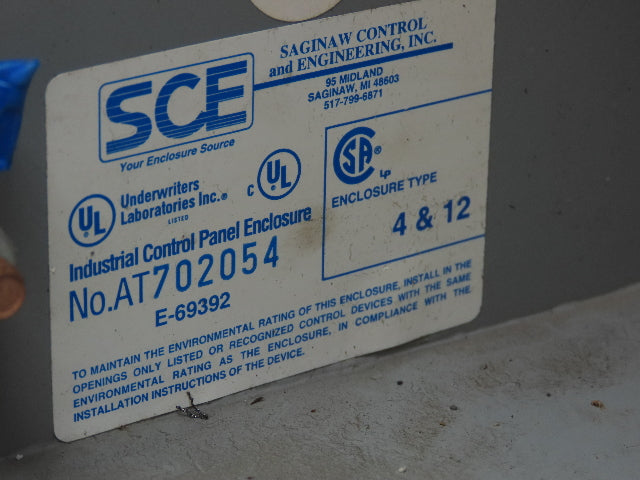 SCE
Your Enclosure Source
SAGINAW CONTROL
and ENGINEERING, INC.
95 MIDLAND
SAGINAW, MI 48603
517-799-6871
UL
Underwriters
Laboratories Inc.®
LISTED
C UL
SA®
LP
ENCLOSURE TYPE
4 & 12
Industrial Control Panel Enclosure
No.AT702054
E-69392
TO MAINTAIN THE ENVIRONMENTAL RATING OF THIS ENCLOSURE, INSTALL IN THE
OPENINGS ONLY LISTED OR RECOGNIZED CONTROL DEVICES WITH THE SAME
ENVIRONMENTAL RATING AS THE ENCLOSURE, IN COMPLIANCE WITH THE
INSTALLATION INSTRUCTIONS OF THE DEVICE.